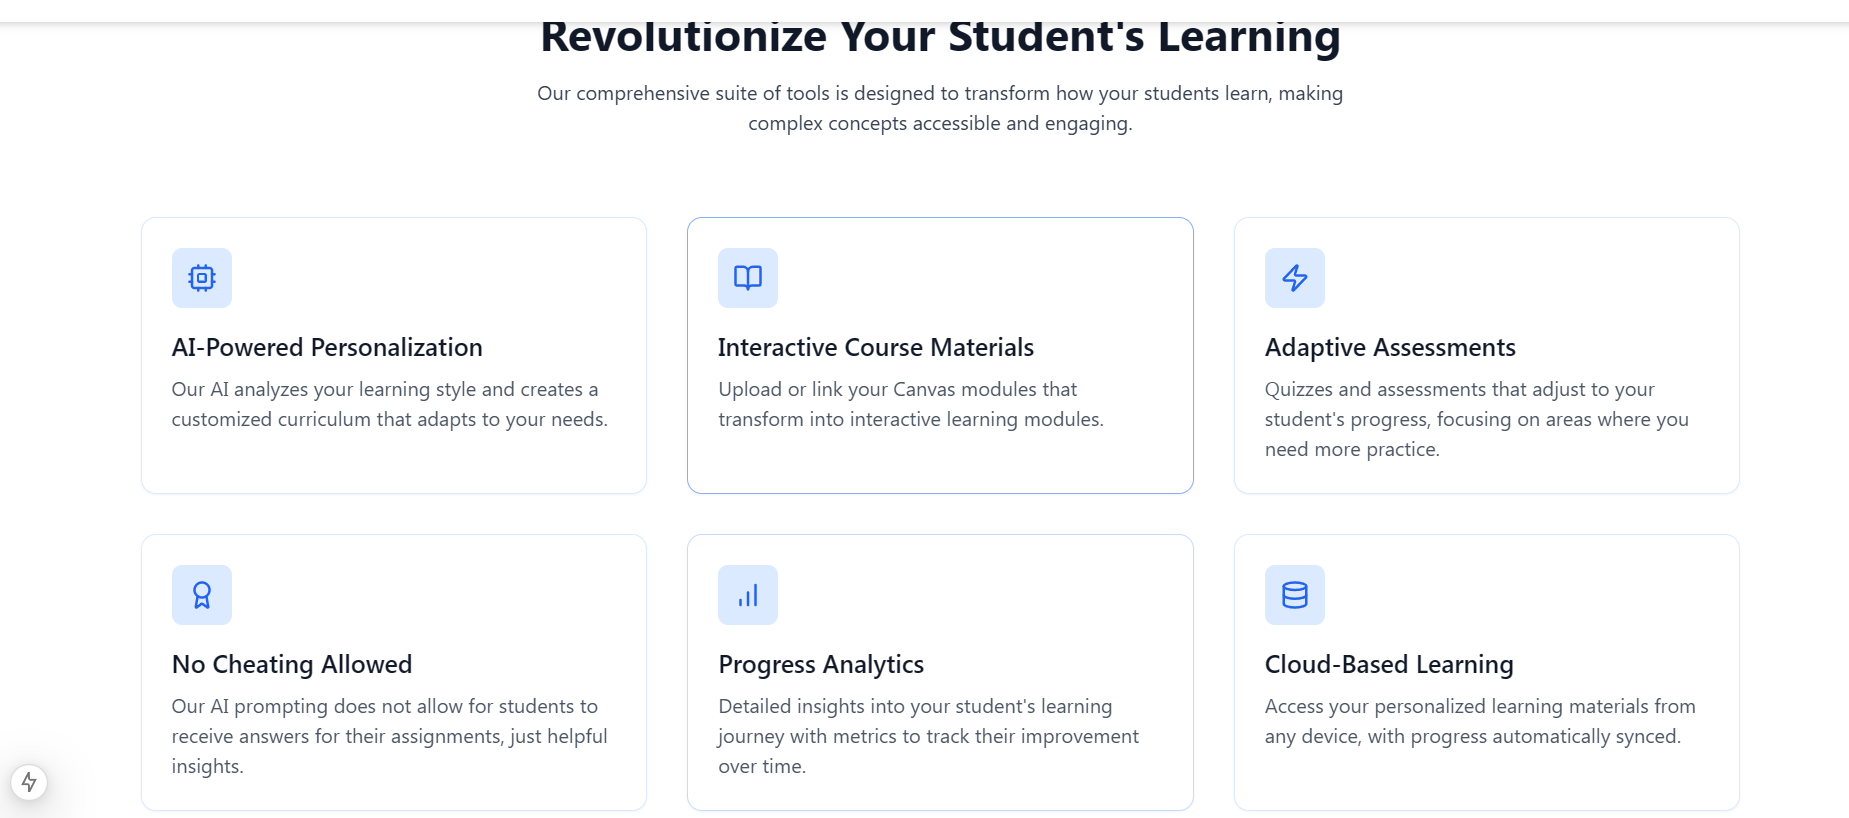 Revolutionize Your Student's Learning
Our comprehensive suite of tools is designed to transform how your students learn, making
complex concepts accessible and engaging.
AI-Powered Personalization
Our AI analyzes your learning style and creates a
customized curriculum that adapts to your needs.
Interactive Course Materials
Upload or link your Canvas modules that
transform into interactive learning modules.
Adaptive Assessments
Quizzes and assessments that adjust to your
student's progress, focusing on areas where you
need more practice.
No Cheating Allowed
Our AI prompting does not allow for students to
receive answers for their assignments, just helpful
insights.
Progress Analytics
Detailed insights into your student's learning
journey with metrics to track their improvement
over time.
Cloud-Based Learning
Access your personalized learning materials from
any device, with progress automatically synced.